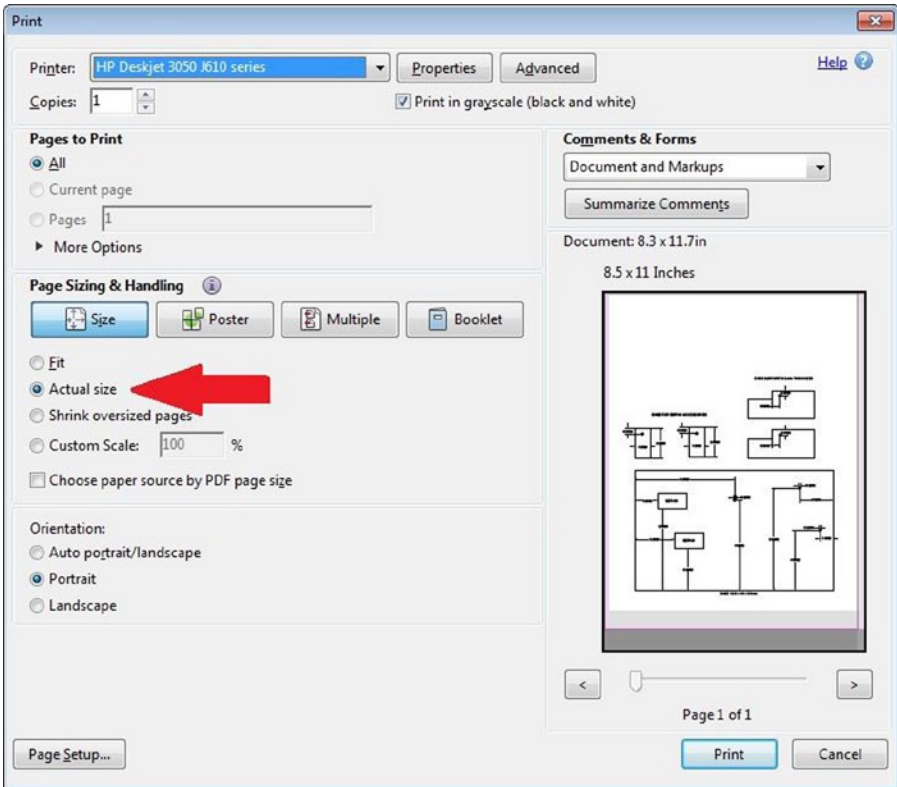 Print
Printer: HP Deskjet 3050 J610 series Properties Advanced Help
Copies: 1 Print in grayscale (black and white)
Pages to Print
All
Current page
Pages 1
More Options
Page Sizing & Handling
Size Poster Multiple Booklet
Fit
Actual size
Shrink oversized pages
Custom Scale: 100 %
Choose paper source by PDF page size
Orientation:
Auto portrait/landscape
Portrait
Landscape
Comments & Forms
Document and Markups
Summarize Comments
Document: 8.3 x 11.7in
8.5 x 11 Inches
< >
Page 1 of 1
Page Setup... Print Cancel